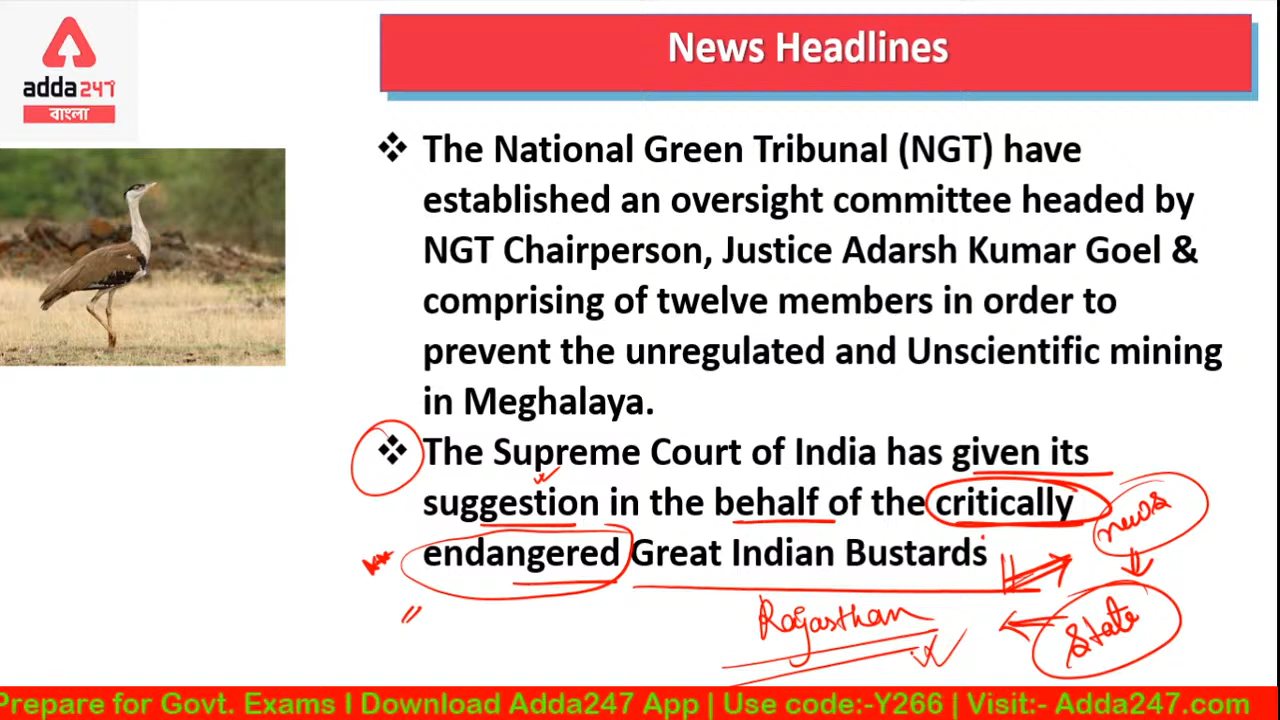 adda247
বাংলা
News Headlines
❖ The National Green Tribunal (NGT) have
established an oversight committee headed by
NGT Chairperson, Justice Adarsh Kumar Goel &
comprising of twelve members in order to
prevent the unregulated and Unscientific mining
in Meghalaya.
❖ The Supreme Court of India has given its
suggestion in the behalf of the critically
endangered Great Indian Bustards
news
Rajasthan
State
Prepare for Govt. Exams I Download Adda247 App | Use code:-Y266 | Visit:- Adda247.com